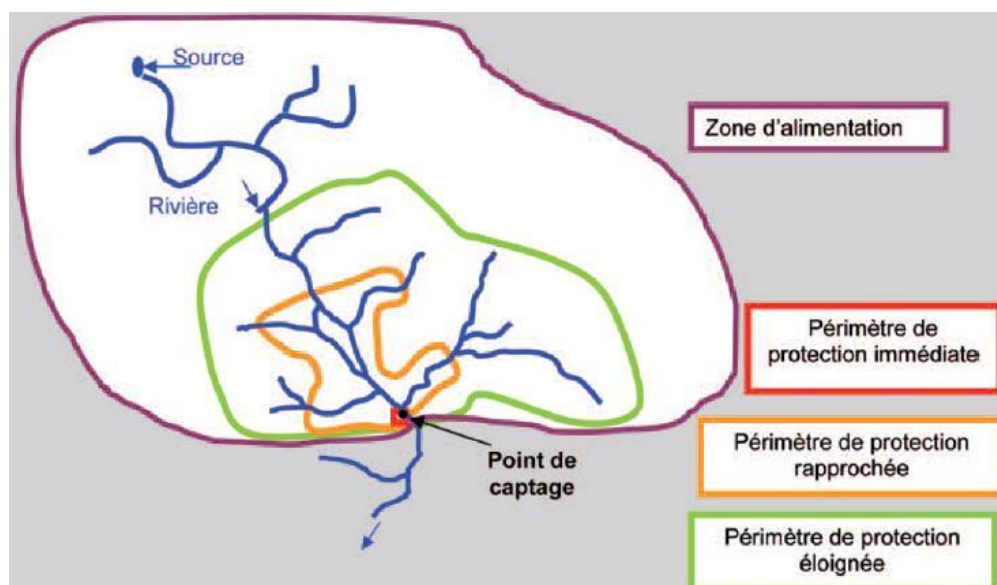 Source
Zone d'alimentation
Rivière
Périmètre de
protection immédiate
Point de
captage
Périmètre de protection
rapprochée
Périmètre de protection
éloignée